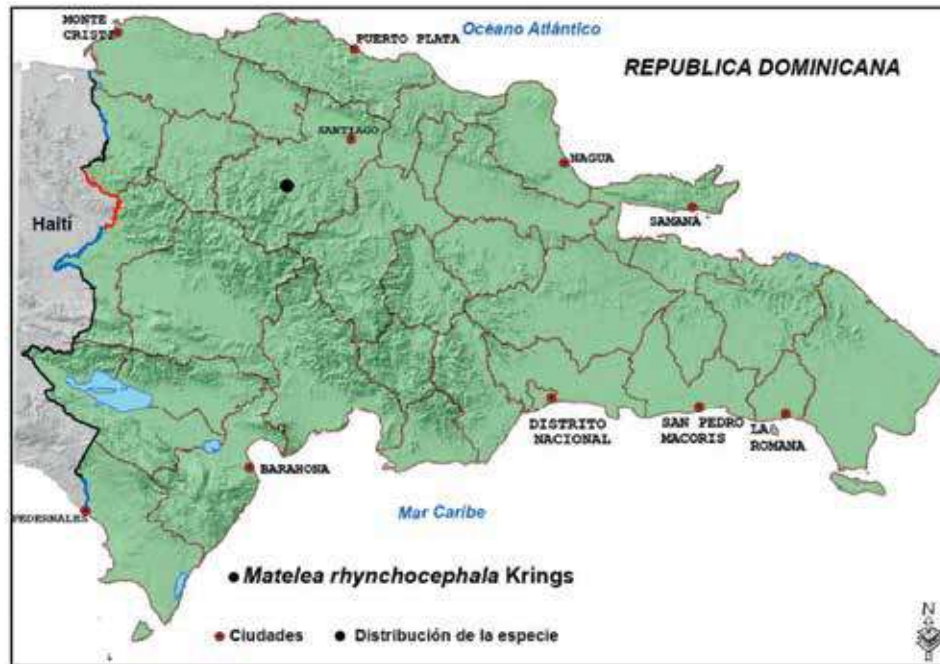 MONTE
CRISTI
Océano Atlántico
PUERTO PLATA
REPUBLICA DOMINICANA
SANTIAGO
NAGUA
SAMANA
Haití
DISTRITO
NACIONAL
SAN PEDRO
MACORIS
LA
ROMANA
BARAHONA
PEDERNALES
Mar Caribe
Matelea rhynchocephala Krings
Ciudades
Distribución de la especie
N